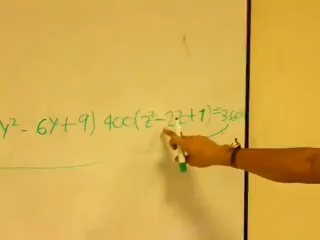 y² - 6y + 9) 400(z² - 2z + 1) = 360